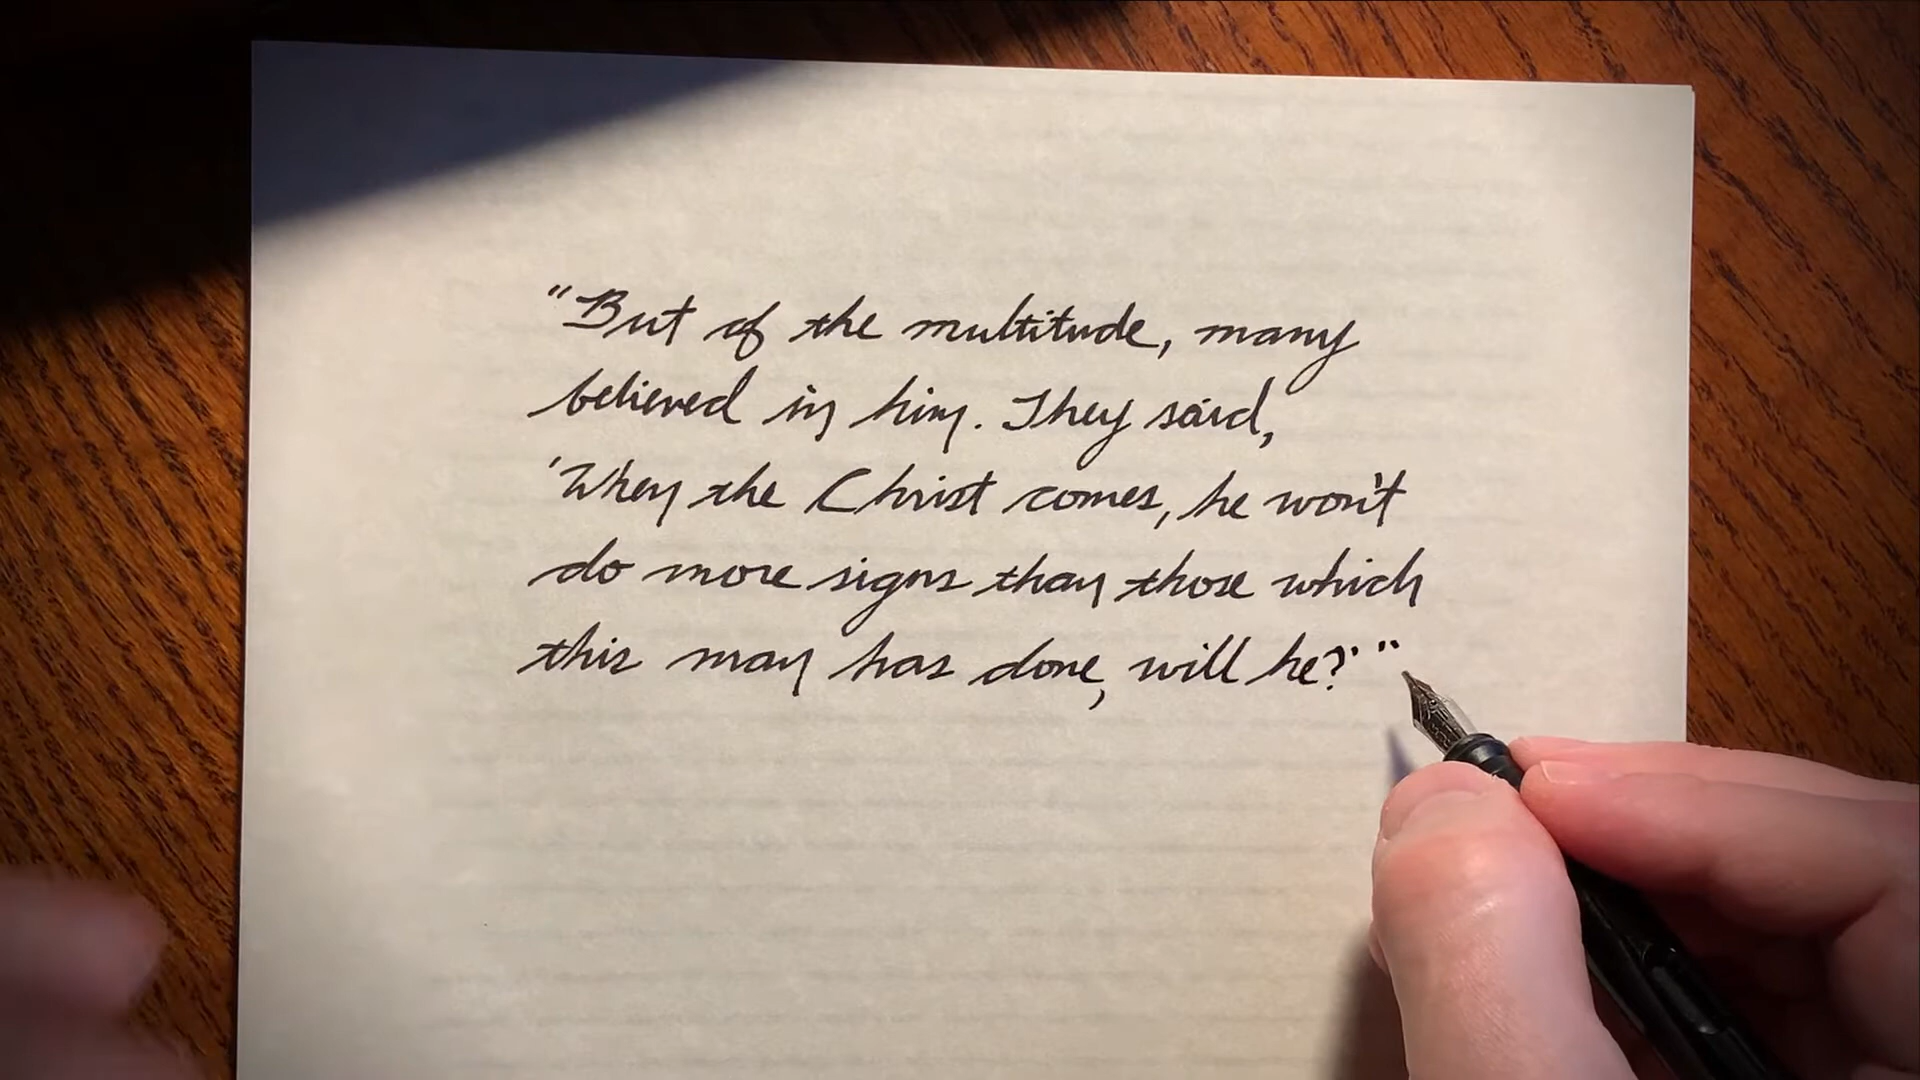 "But of the multitude, many
believed in him. They said,
'When the Christ comes, he won't
do more signs than those which
this man has done, will he?' "